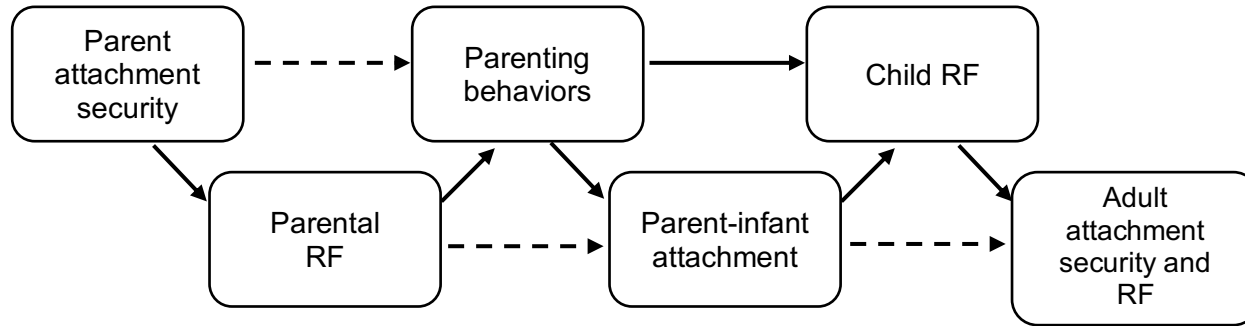 Parent
attachment
security
Parenting
behaviors
Child RF
Parental
RF
Parent-infant
attachment
Adult
attachment
security and
RF